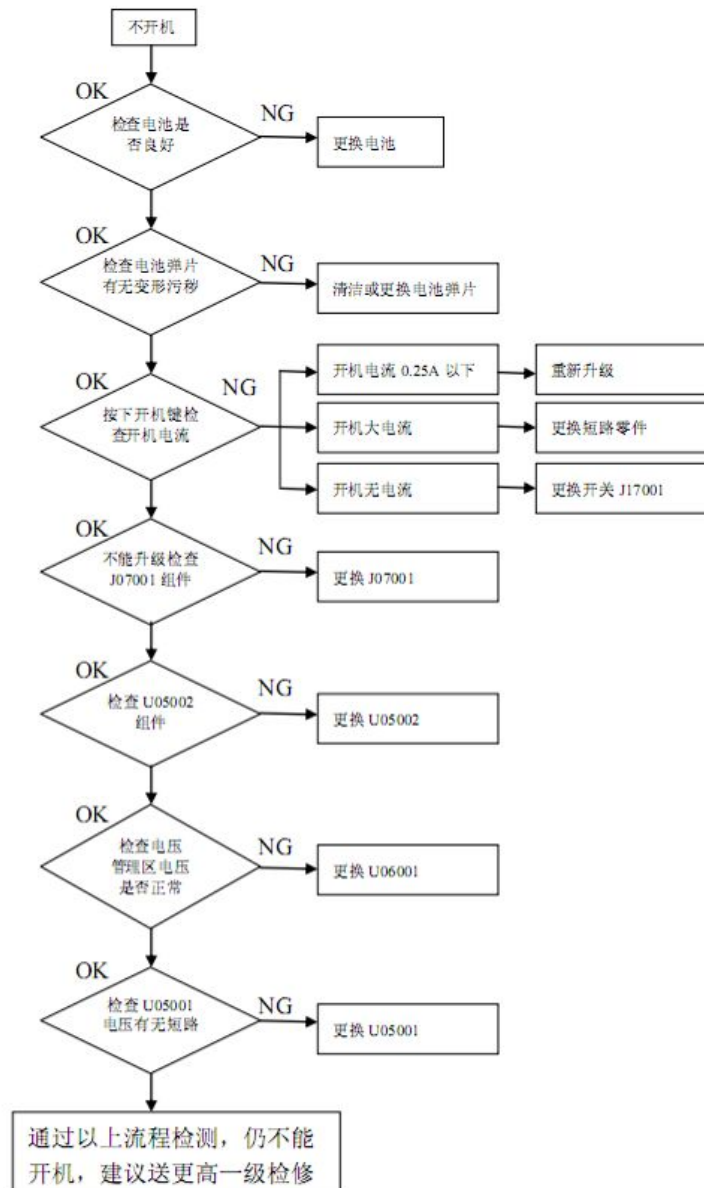 不开机
OK
检查电池是
否良好
NG
更换电池
OK
检查电池弹片
有无变形污移
NG
清洁或更换电池弹片
OK
按下开机键检
查开机电流
NG
开机电流 0.25A 以下
重新升级
开机大电流
更换短路零件
开机无电流
更换开关 J17001
OK
不能升级检查
J07001 组件
NG
更换 J07001
OK
检查 U05002
组件
NG
更换 U05002
OK
检查电压
管理区电压
是否正常
NG
更换 U06001
OK
检查 U05001
电压有无短路
NG
更换 U05001
通过以上流程检测，仍不能
开机，建议送更高一级检修